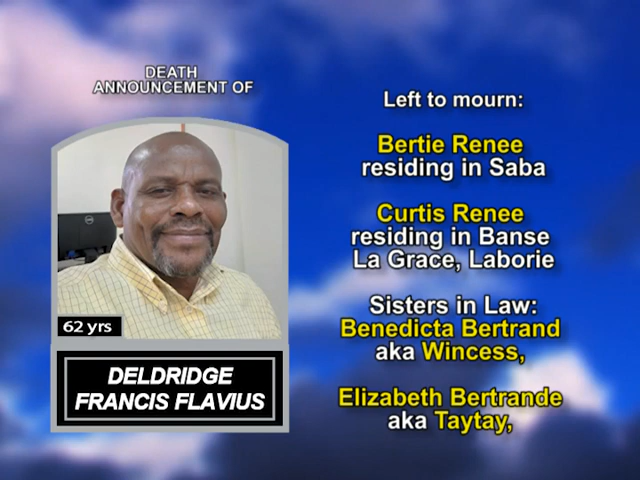 DEATH
ANNOUNCEMENT OF
62 yrs
DELDRIDGE
FRANCIS FLAVIUS
Left to mourn:
Bertie Renee
residing in Saba
Curtis Renee
residing in Banse
La Grace, Laborie
Sisters in Law:
Benedicta Bertrand
aka Wincess,
Elizabeth Bertrande
aka Taytay,